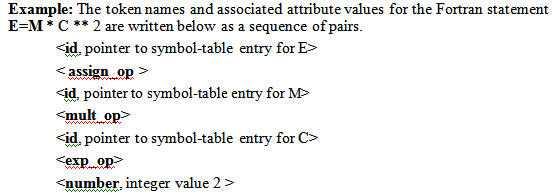 Example: The token names and associated attribute values for the Fortran statement
E=M * C ** 2 are written below as a sequence of pairs.
<id, pointer to symbol-table entry for E>
< assign_op >
<id, pointer to symbol-table entry for M>
<mult_op>
<id, pointer to symbol-table entry for C>
<exp_op>
<number, integer value 2 >